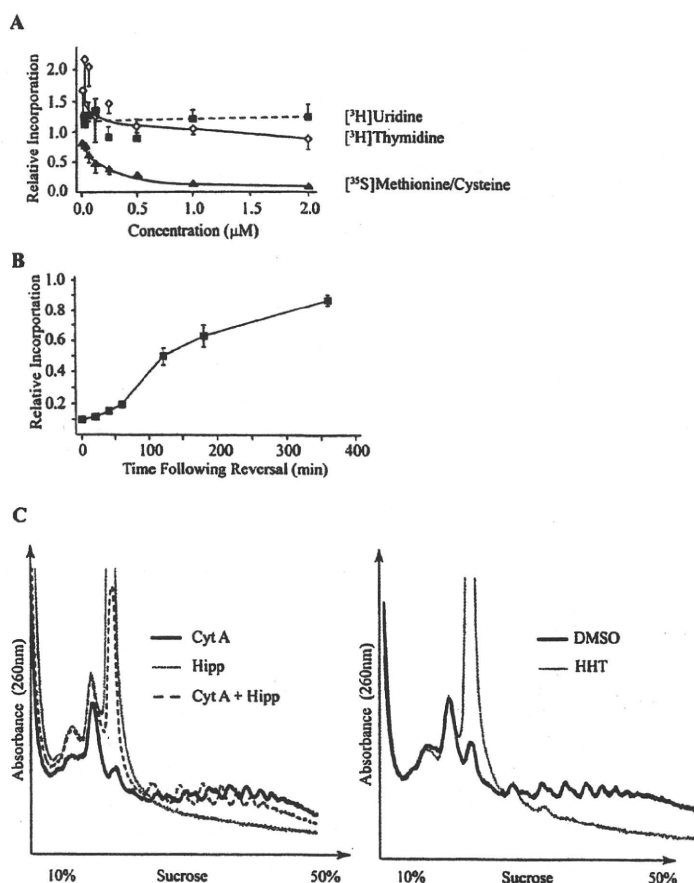 A
Relative Incorporation
2.0
1.5
1.0
0.5
0.0
0.0
0.5
1.0
1.5
2.0
Concentration (μM)
[³H]Uridine
[³H]Thymidine
[³⁵S]Methionine/Cysteine
B
Relative Incorportation
1.0
0.8
0.6
0.4
0.2
0
100
200
300
400
Time Following Reversal (min)
C
Absorbance (260nm)
Cyt A
Hipp
Cyt A + Hipp
10%
Sucrose
50%
Absorbance (260nm)
DMSO
HHT
10%
Sucrose
50%